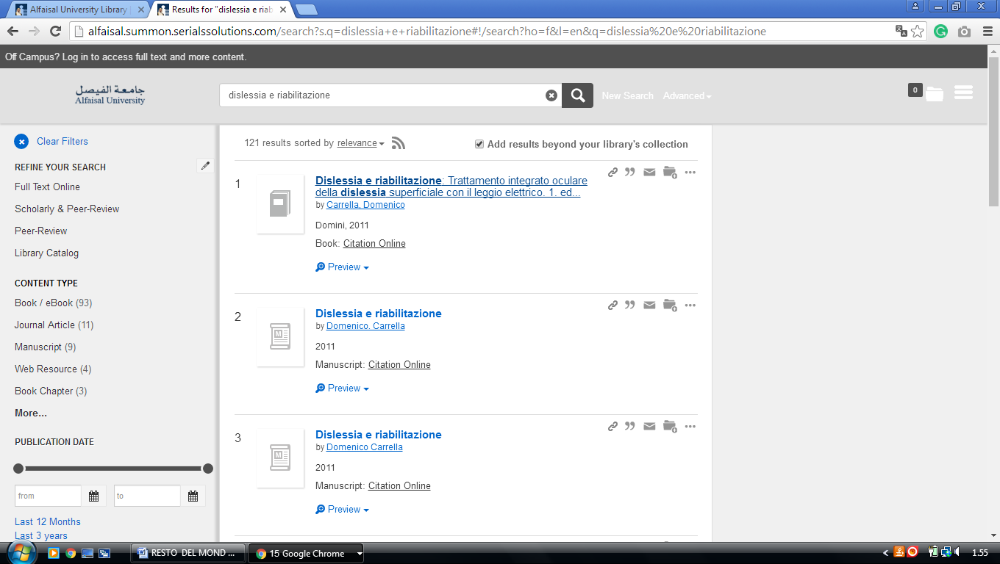 Alfaisal University Library
Results for "dislessia e riab
alfaisal.summon.serialssolutions.com/search?s.q=dislessia+e+riabilitazione#!/search?ho=f&l=en&q=dislessia%20e%20riabilitazione
Off Campus? Log in to access full text and more content.
جامعة الفيصل
Alfaisal University
dislessia e riabilitazione
New Search
Advanced
0
Clear Filters
REFINE YOUR SEARCH
Full Text Online
Scholarly & Peer-Review
Peer-Review
Library Catalog
CONTENT TYPE
Book / eBook (93)
Journal Article (11)
Manuscript (9)
Web Resource (4)
Book Chapter (3)
More...
PUBLICATION DATE
from
to
Last 12 Months
Last 3 years
121 results sorted by relevance
Add results beyond your library's collection
1
Dislessia e riabilitazione: Trattamento integrato oculare
della dislessia superficiale con il leggio elettrico. 1. ed...
by Carrella, Domenico
Domini, 2011
Book: Citation Online
Preview
2
Dislessia e riabilitazione
by Domenico. Carrella
2011
Manuscript: Citation Online
Preview
3
Dislessia e riabilitazione
by Domenico Carrella
2011
Manuscript: Citation Online
Preview
RESTO DEL MOND ...
15 Google Chrome
1.55